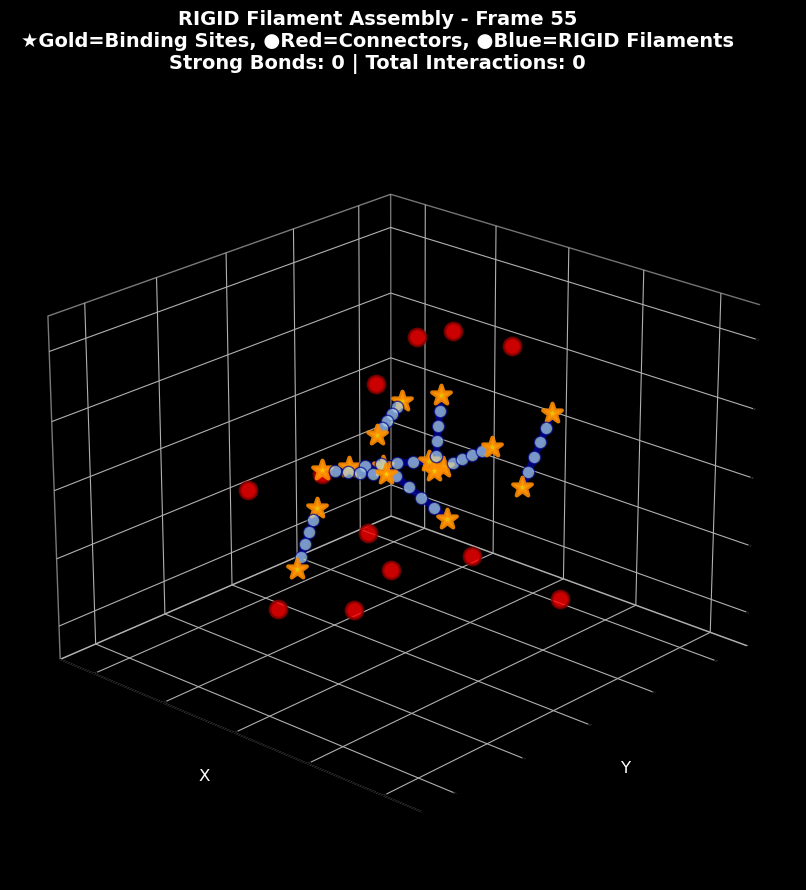 RIGID Filament Assembly - Frame 55
★Gold=Binding Sites, ●Red=Connectors, ●Blue=RIGID Filaments
Strong Bonds: 0 | Total Interactions: 0
X
Y